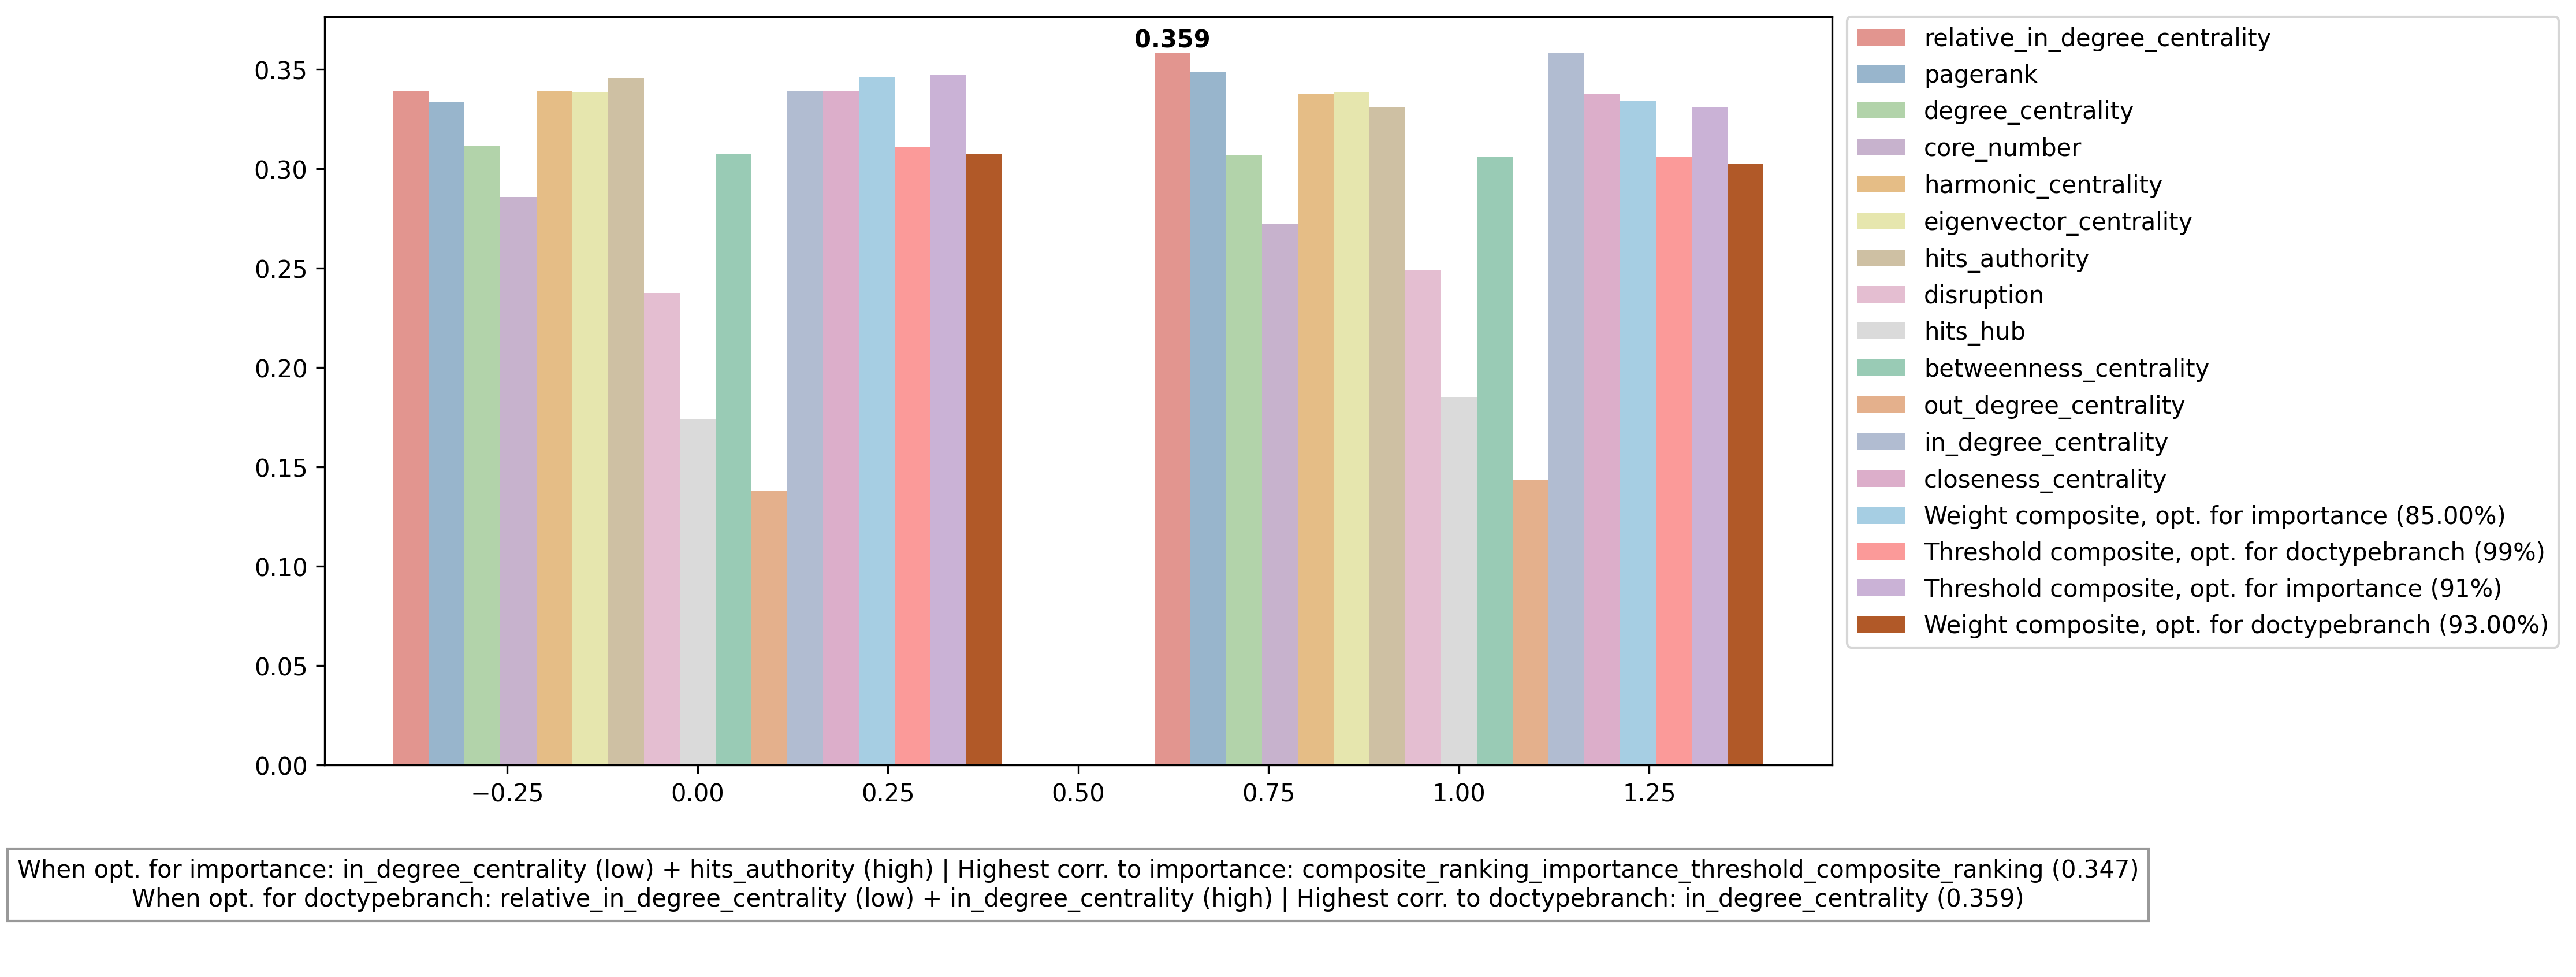 0.359
0.35
0.30
0.25
0.20
0.15
0.10
0.05
0.00
−0.25 0.00 0.25 0.50 0.75 1.00 1.25
relative_in_degree_centrality
pagerank
degree_centrality
core_number
harmonic_centrality
eigenvector_centrality
hits_authority
disruption
hits_hub
betweenness_centrality
out_degree_centrality
in_degree_centrality
closeness_centrality
Weight composite, opt. for importance (85.00%)
Threshold composite, opt. for doctypebranch (99%)
Threshold composite, opt. for importance (91%)
Weight composite, opt. for doctypebranch (93.00%)
When opt. for importance: in_degree_centrality (low) + hits_authority (high) | Highest corr. to importance: composite_ranking_importance_threshold_composite_ranking (0.347)
When opt. for doctypebranch: relative_in_degree_centrality (low) + in_degree_centrality (high) | Highest corr. to doctypebranch: in_degree_centrality (0.359)